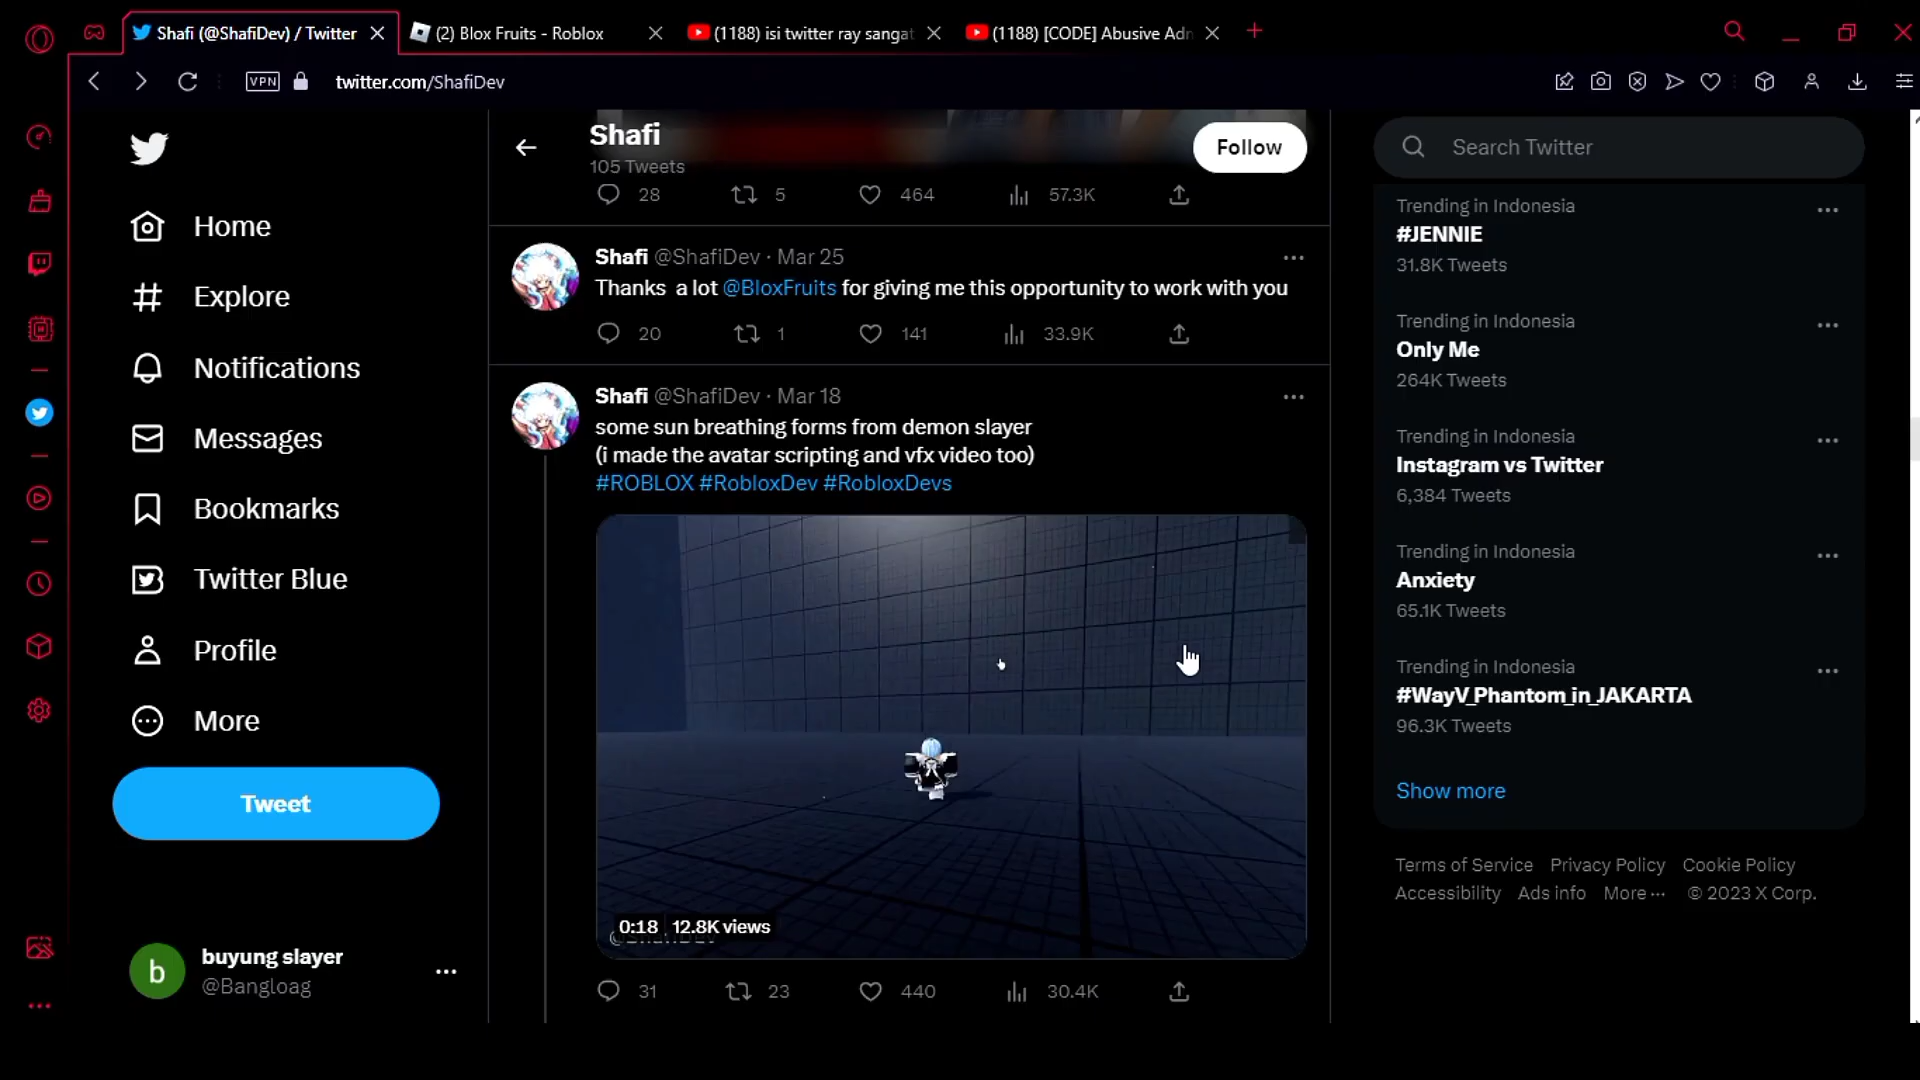 Shafi (@ShafiDev) / Twitter
(2) Blox Fruits - Roblox
(1188) isi twitter ray sangat
(1188) [CODE] Abusive Adn
VPN
twitter.com/ShafiDev
Home
Explore
Notifications
Messages
Bookmarks
Twitter Blue
Profile
More
Tweet
b
buyung slayer
@Bangloag
Shafi
105 Tweets
Follow
28 5 464 57.3K
Shafi @ShafiDev · Mar 25
Thanks a lot @BloxFruits for giving me this opportunity to work with you
20 1 141 33.9K
Shafi @ShafiDev · Mar 18
some sun breathing forms from demon slayer
(i made the avatar scripting and vfx video too)
#ROBLOX #RobloxDev #RobloxDevs
0:18 12.8K views
@ShafiDev
31 23 440 30.4K
Search Twitter
Trending in Indonesia
#JENNIE
31.8K Tweets
Trending in Indonesia
Only Me
264K Tweets
Trending in Indonesia
Instagram vs Twitter
6,384 Tweets
Trending in Indonesia
Anxiety
65.1K Tweets
Trending in Indonesia
#WayV_Phantom_in_JAKARTA
96.3K Tweets
Show more
Terms of Service Privacy Policy Cookie Policy
Accessibility Ads info More ··· © 2023 X Corp.